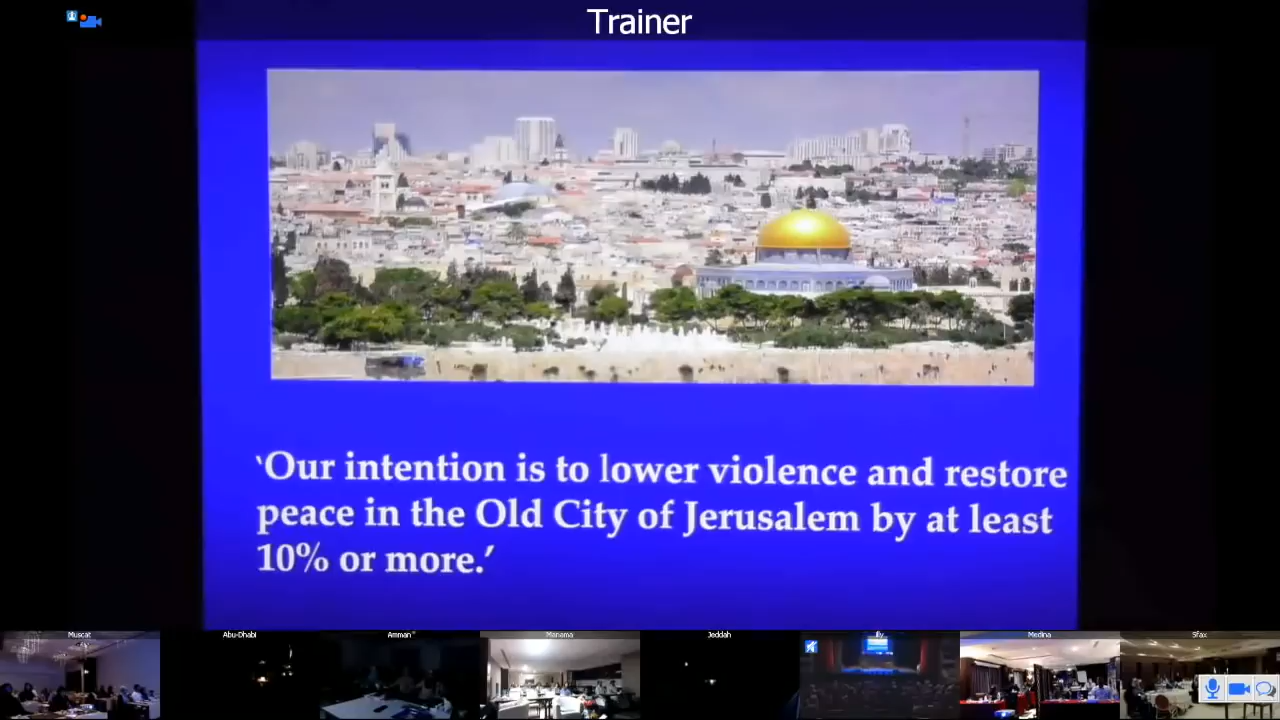 Trainer
‘Our intention is to lower violence and restore
peace in the Old City of Jerusalem by at least
10% or more.’
Muscat
Abu-Dhabi
Amman
Manama
Jeddah
Medina
Sfax